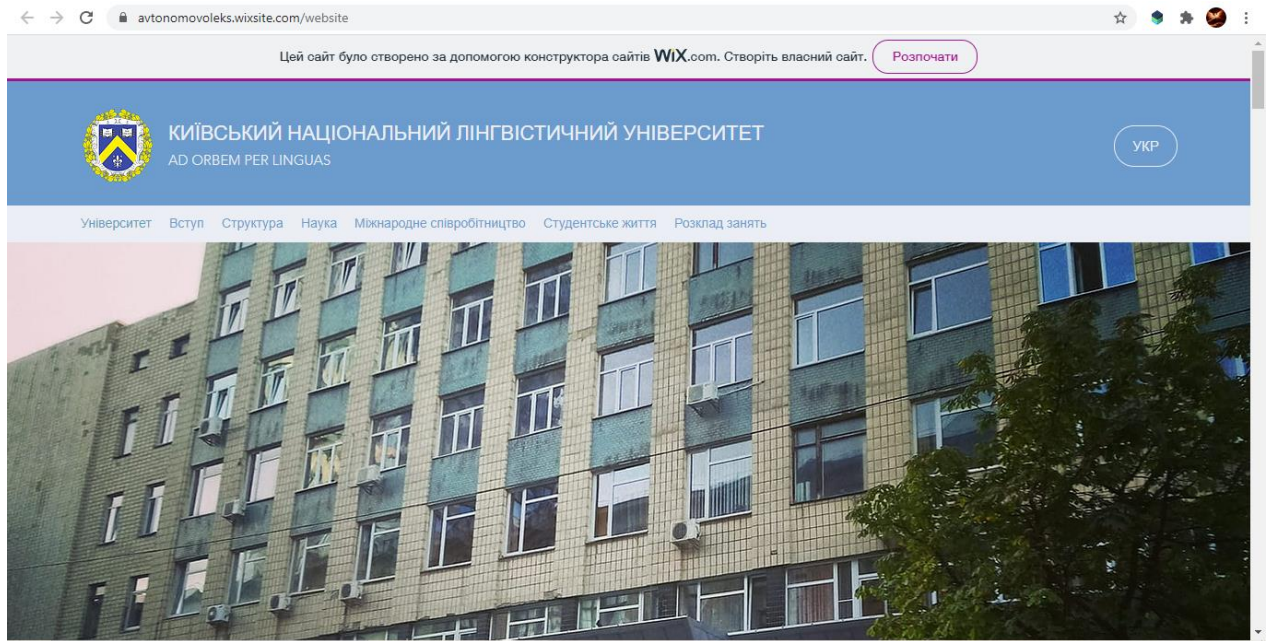 avtonomovoleks.wixsite.com/website
Цей сайт було створено за допомогою конструктора сайтів WiX.com. Створіть власний сайт. Розпочати
КИЇВСЬКИЙ НАЦІОНАЛЬНИЙ ЛІНГВІСТИЧНИЙ УНІВЕРСИТЕТ
AD ORBEM PER LINGUAS
УКР
Університет Вступ Структура Наука Міжнародне співробітництво Студентське життя Розклад занять